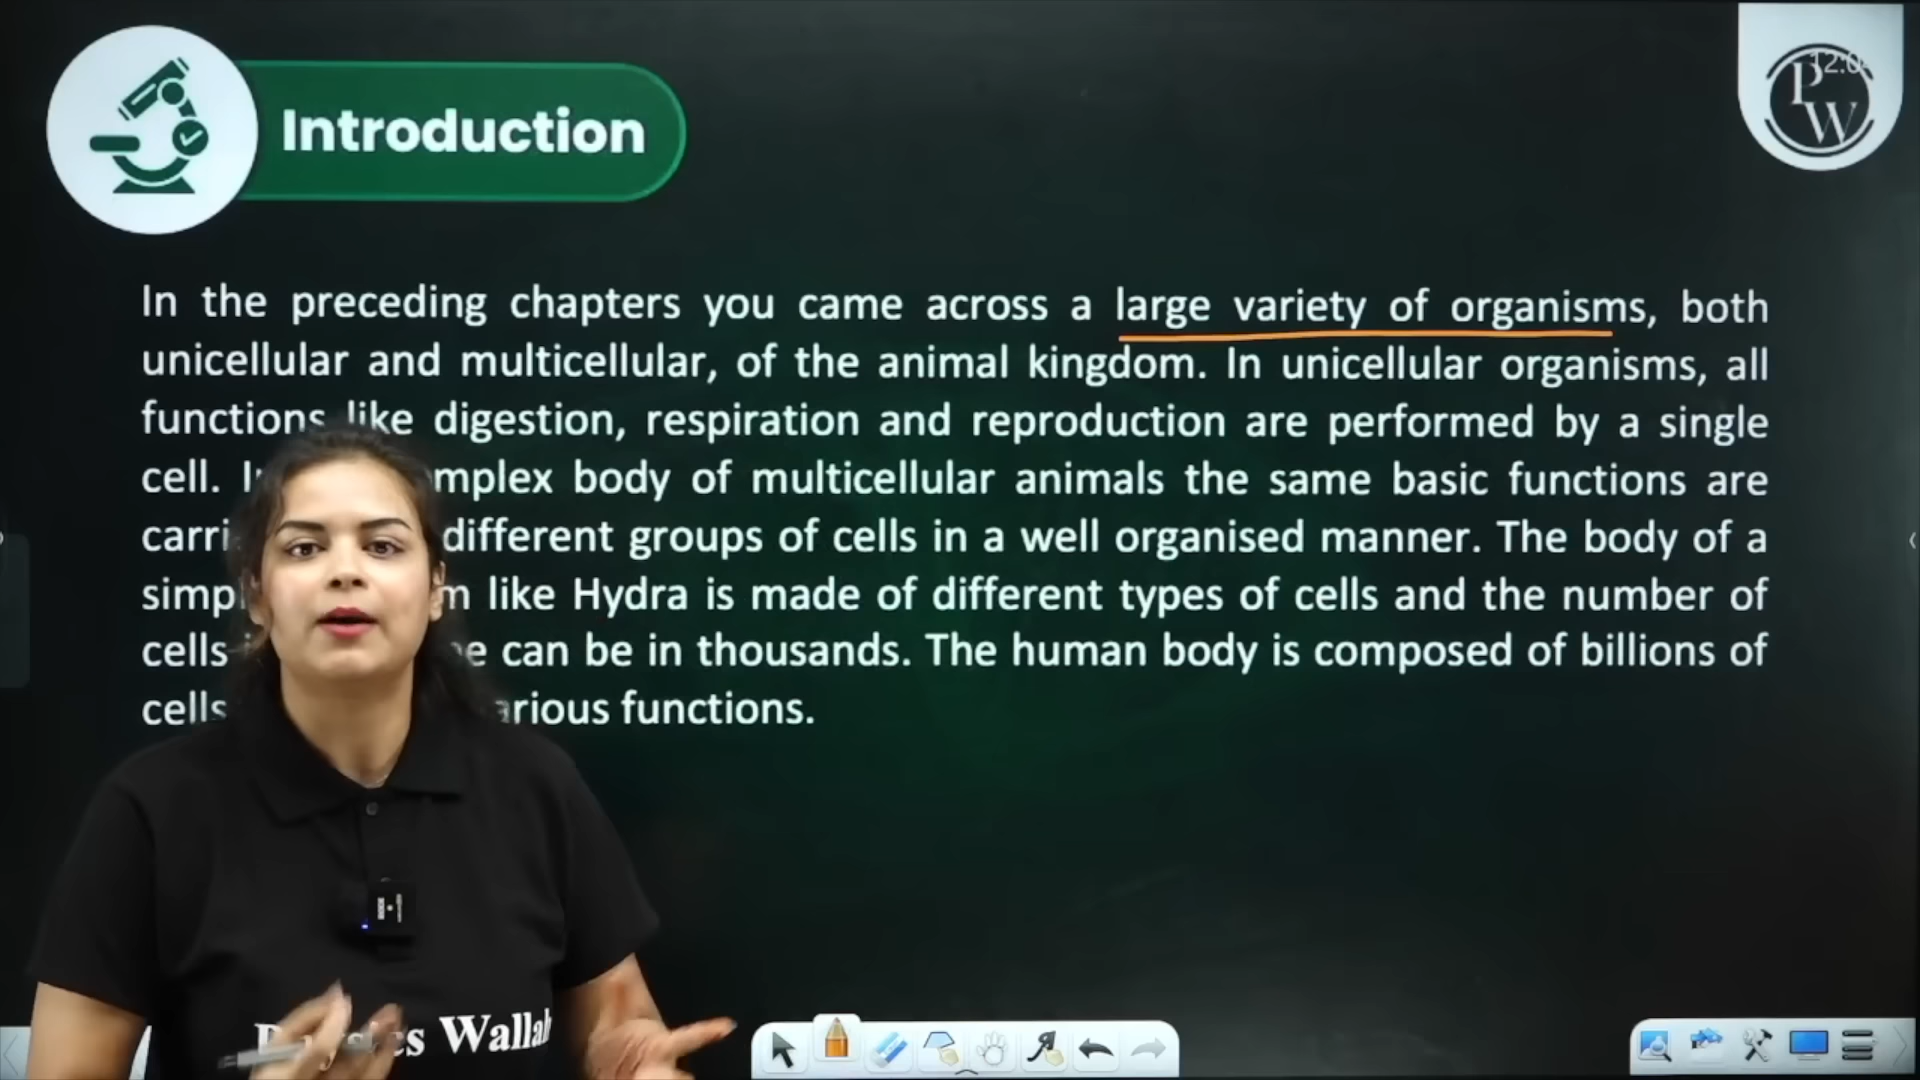 Introduction
P
W
12:0
In the preceding chapters you came across a large variety of organisms, both
unicellular and multicellular, of the animal kingdom. In unicellular organisms, all
functions like digestion, respiration and reproduction are performed by a single
cell. body of multicellular animals the same basic functions are
different groups of cells in a well organised manner. The body of a
like Hydra is made of different types of cells and the number of
cells can be in thousands. The human body is composed of billions of
cells functions.
Wallah